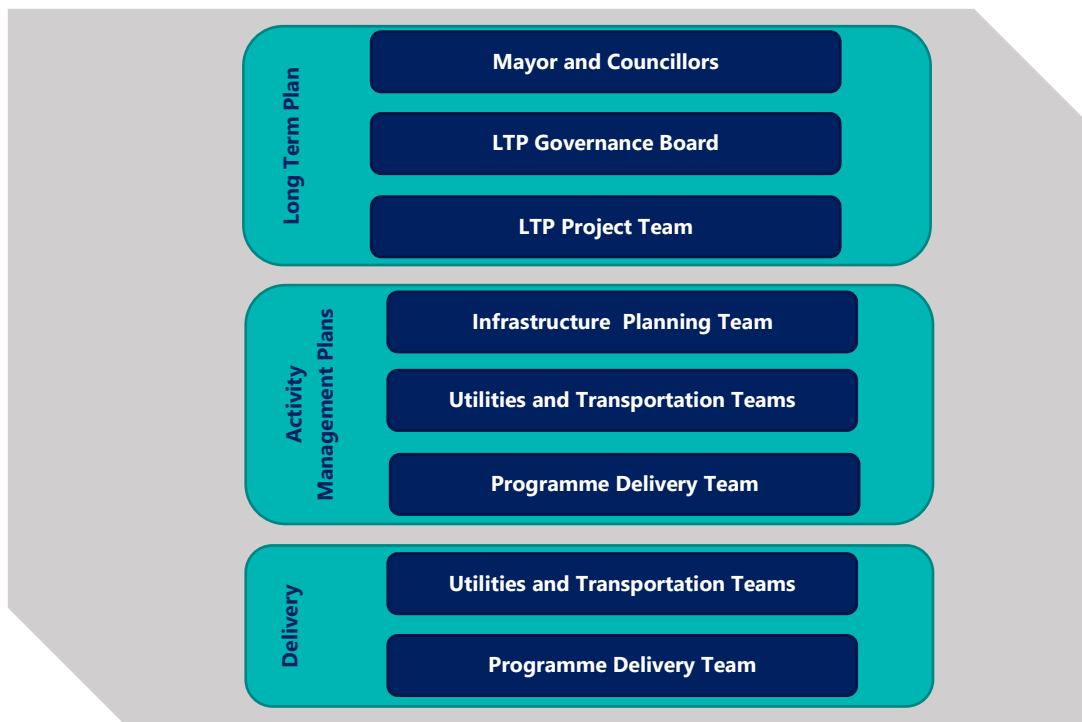 Long Term Plan
Mayor and Councillors
LTP Governance Board
LTP Project Team
Activity
Management Plans
Infrastructure  Planning Team
Utilities and Transportation Teams
Programme Delivery Team
Delivery
Utilities and Transportation Teams
Programme Delivery Team